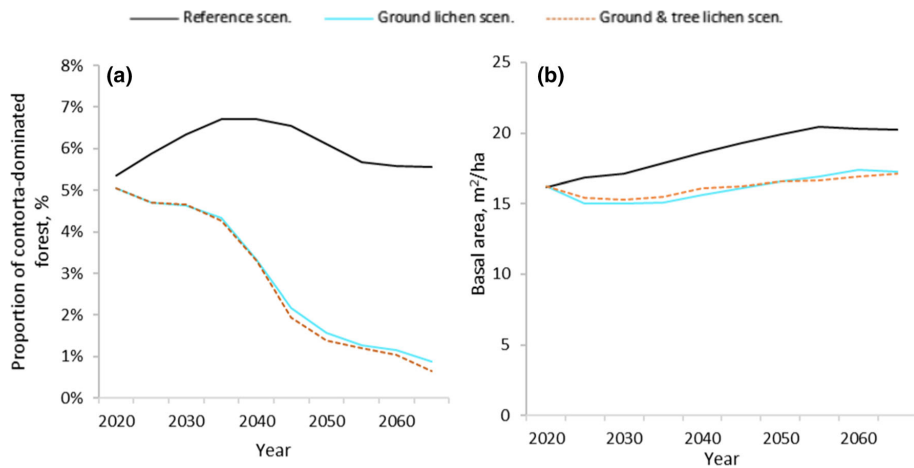 Reference scen.
Ground lichen scen.
Ground & tree lichen scen.
(a)
8%
7%
6%
5%
4%
3%
2%
1%
0%
Proportion of contorta-dominated
forest, %
2020
2030
2040
2050
2060
Year
(b)
25
20
15
10
5
0
Basal area, m²/ha
2020
2030
2040
2050
2060
Year